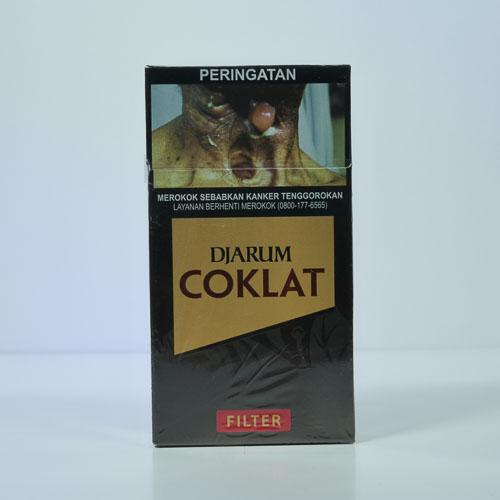 PERINGATAN
MEROKOK SEBABKAN KANKER TENGGOROKAN
LAYANAN BERHENTI MEROKOK (0800-177-6565)
DJARUM
COKLAT
FILTER